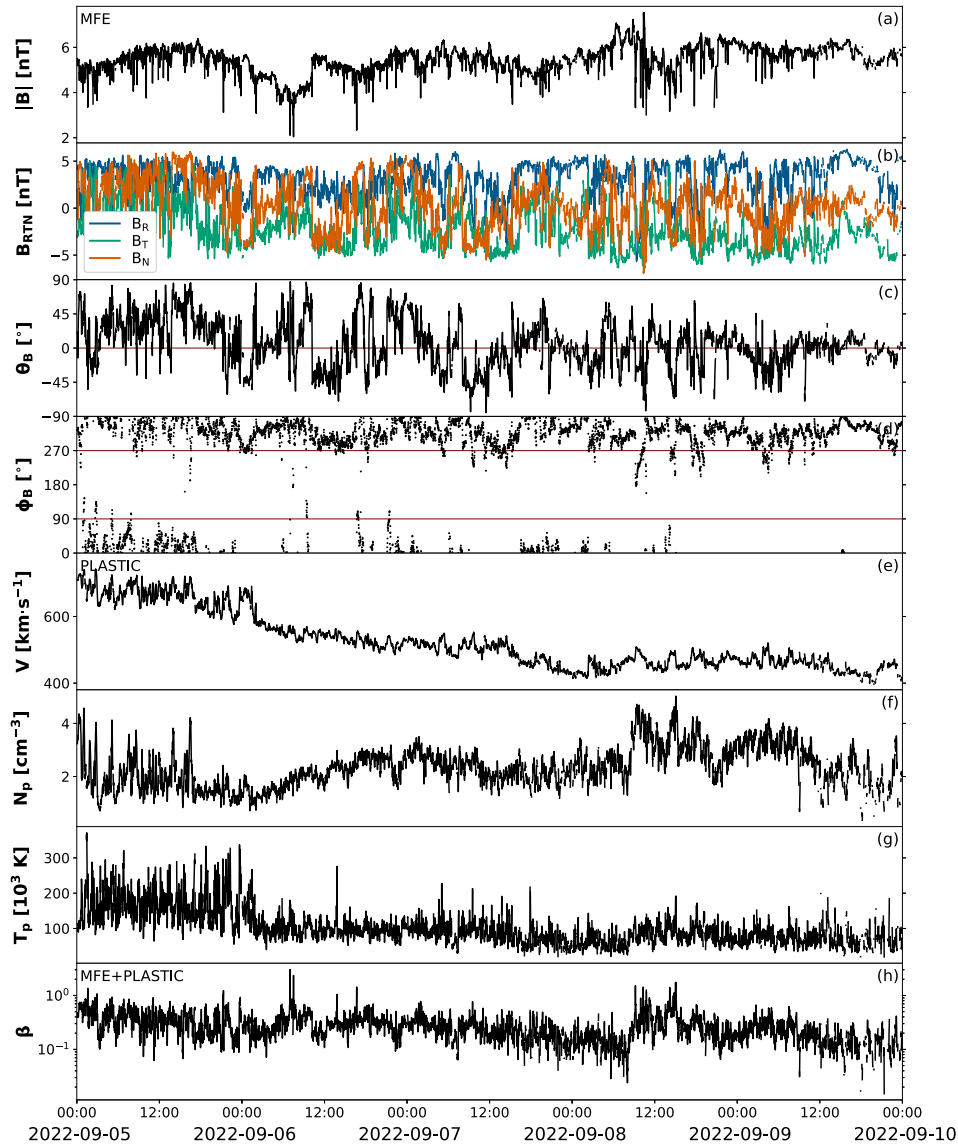 MFE
(a)
|B| [nT]
6
4
2
(b)
B_RTN [nT]
5
0
−5
B_R
B_T
B_N
(c)
θ_B [°]
90
45
0
−45
−90
ϕ_B [°]
270
180
90
0
PLASTIC
(e)
V [km·s⁻¹]
600
400
(f)
N_p [cm⁻³]
4
2
(g)
T_p [10³ K]
300
200
100
MFE+PLASTIC
(h)
β
10⁰
10⁻¹
00:00 12:00 00:00 12:00 00:00 12:00 00:00 12:00 00:00 12:00 00:00
2022-09-05 2022-09-06 2022-09-07 2022-09-08 2022-09-09 2022-09-10